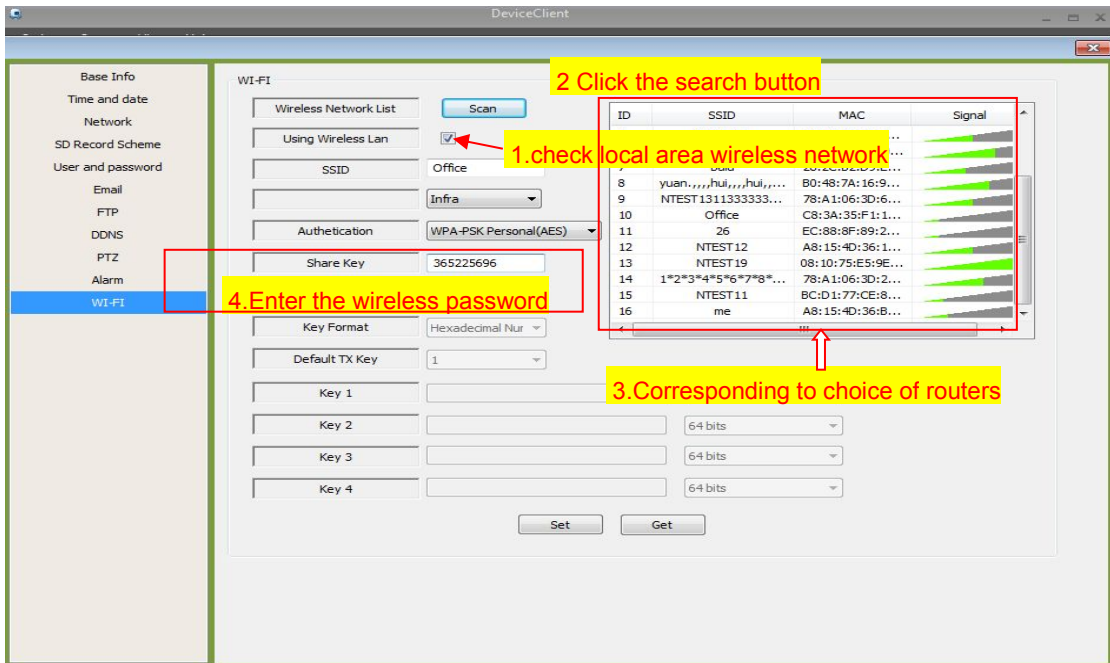 DeviceClient
Base Info
Time and date
Network
SD Record Scheme
User and password
Email
FTP
DDNS
PTZ
Alarm
WI-FI
WI-FI
2 Click the search button
Wireless Network List Scan
Using Wireless Lan
1.check local area wireless network
SSID Office
Infra
Authetication WPA-PSK Personal(AES)
Share Key 365225696
4.Enter the wireless password
Key Format Hexadecimal Nur
Default TX Key 1
Key 1
Key 2 64 bits
Key 3 64 bits
Key 4 64 bits
Set Get
ID SSID MAC Signal
8 yuan.,,,,hui,,,,hui,,... B0:48:7A:16:9...
9 NTEST1311333333... 78:A1:06:3D:6...
10 Office C8:3A:35:F1:1...
11 26 EC:88:8F:89:2...
12 NTEST12 A8:15:4D:36:1...
13 NTEST19 08:10:75:E5:9E...
14 1*2*3*4*5*6*7*8*... 78:A1:06:3D:2...
15 NTEST11 BC:D1:77:CE:8...
16 me A8:15:4D:36:B...
3.Corresponding to choice of routers